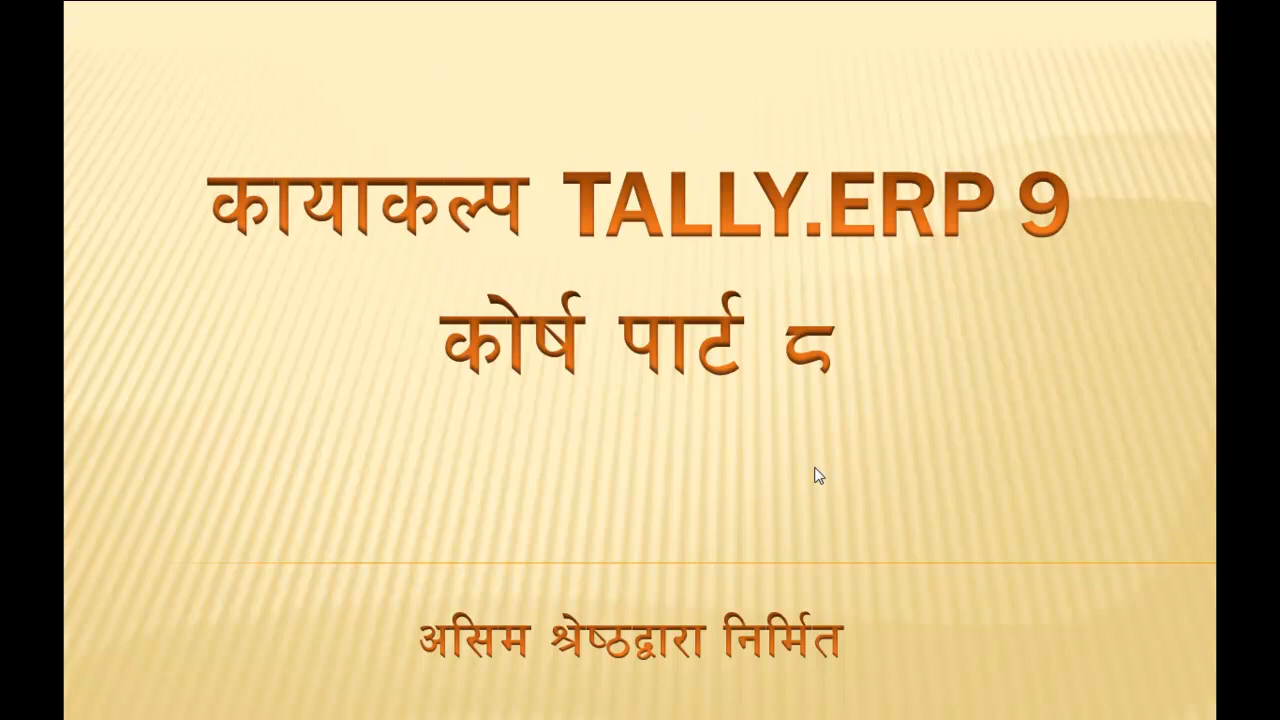 कायाकल्प TALLY.ERP 9
कोर्ष पार्ट ८
असिम श्रेष्ठद्वारा निर्मित